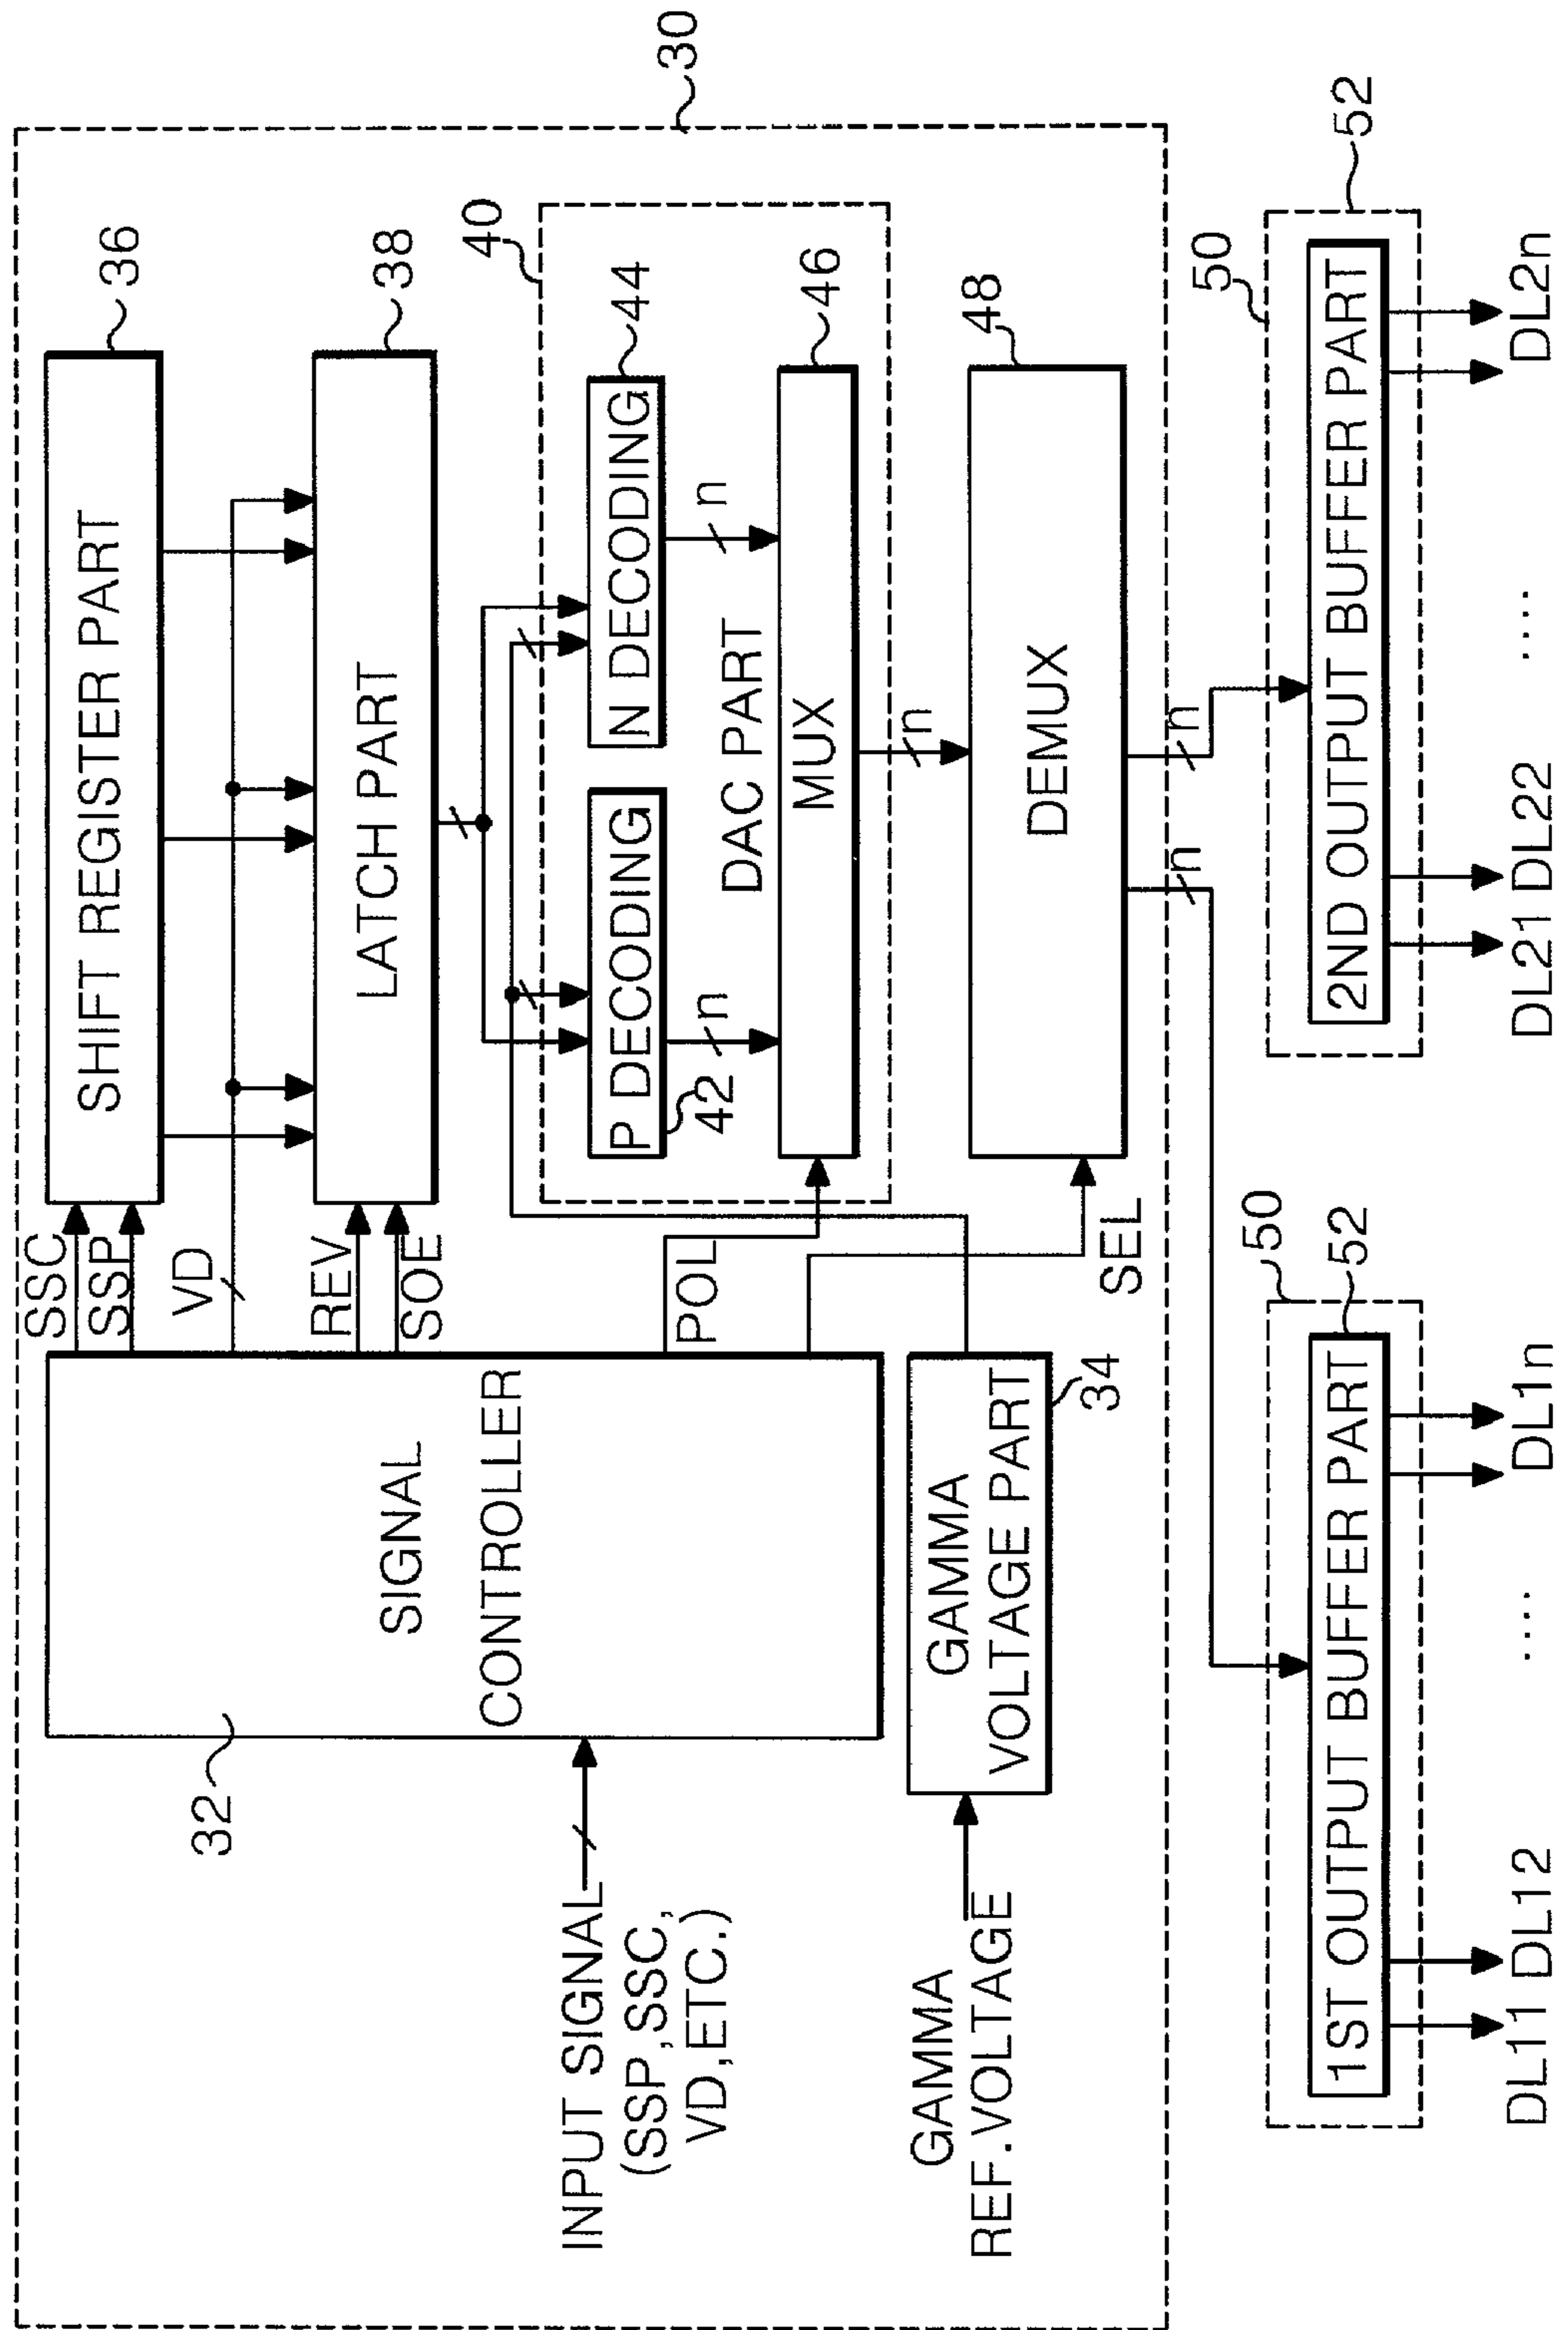 30
36
SHIFT REGISTER PART
SSC
SSP
VD
38
LATCH PART
REV
SOE
32
SIGNAL
CONTROLLER
INPUT SIGNAL
(SSP,SSC,
VD,ETC.)
40
P DECODING
42
N DECODING
44
n
n
DAC PART
POL
MUX
46
n
GAMMA
REF.VOLTAGE
GAMMA
VOLTAGE PART
34
SEL
DEMUX
48
n
n
50
52
1ST OUTPUT BUFFER PART
DL11 DL12 .... DL1n
50
52
2ND OUTPUT BUFFER PART
DL21 DL22 .... DL2n